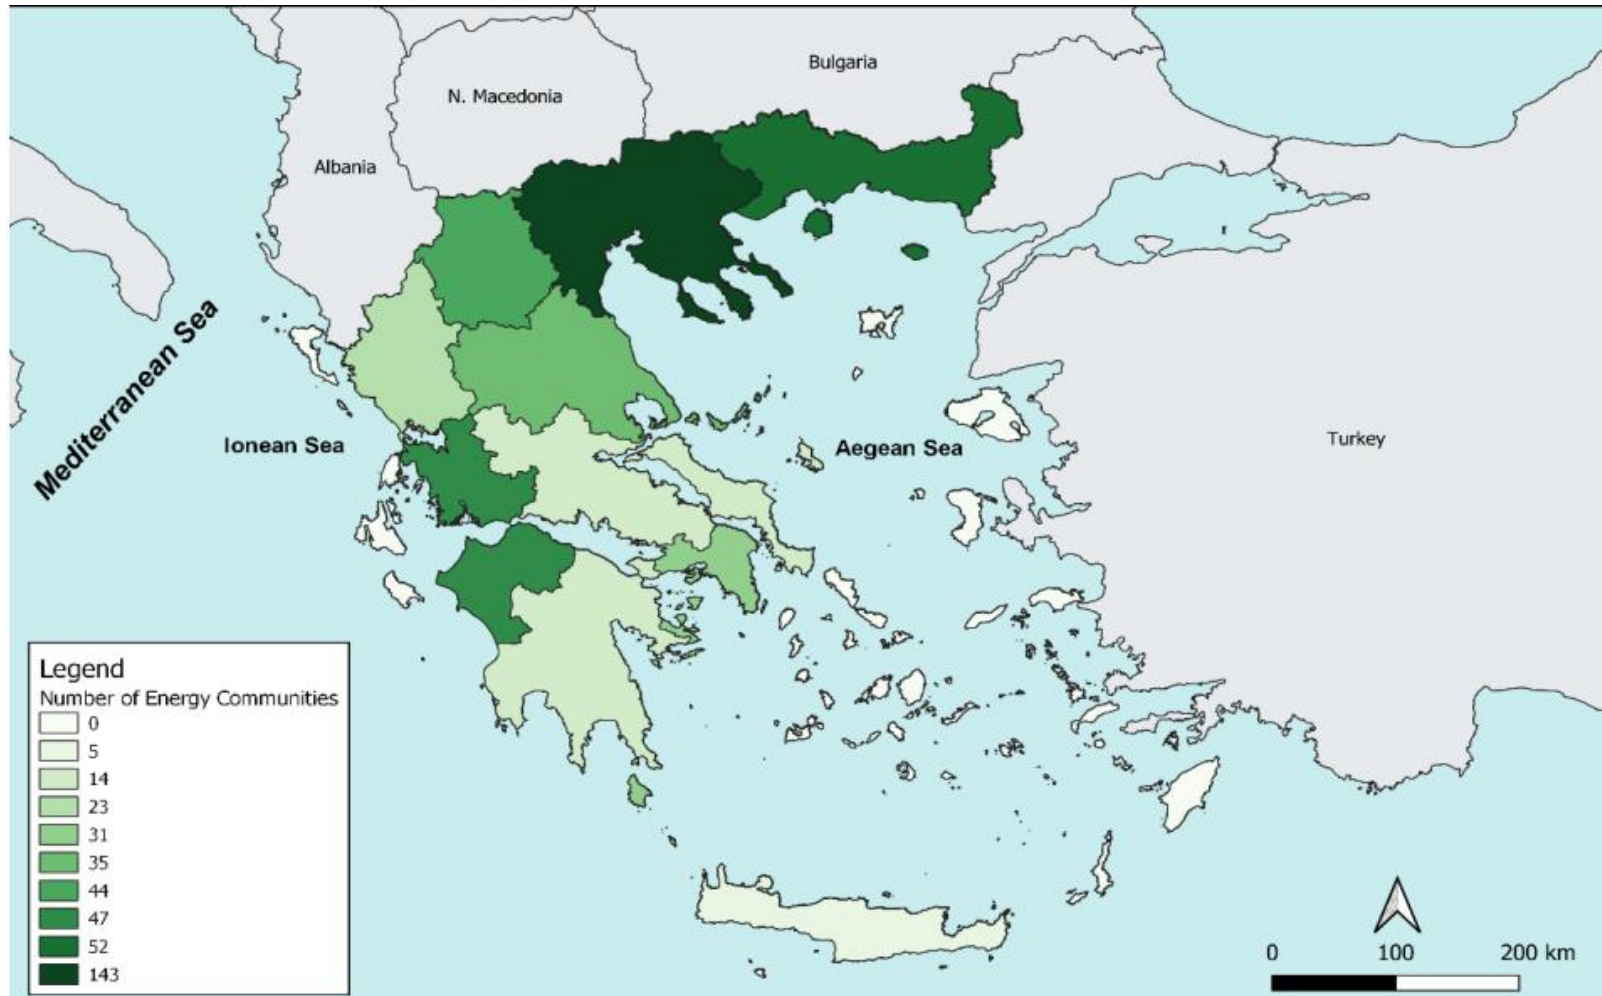 Bulgaria
N. Macedonia
Albania
Mediterranean Sea
Ionean Sea
Aegean Sea
Turkey
Legend
Number of Energy Communities
0
5
14
23
31
35
44
47
52
143
0 100 200 km